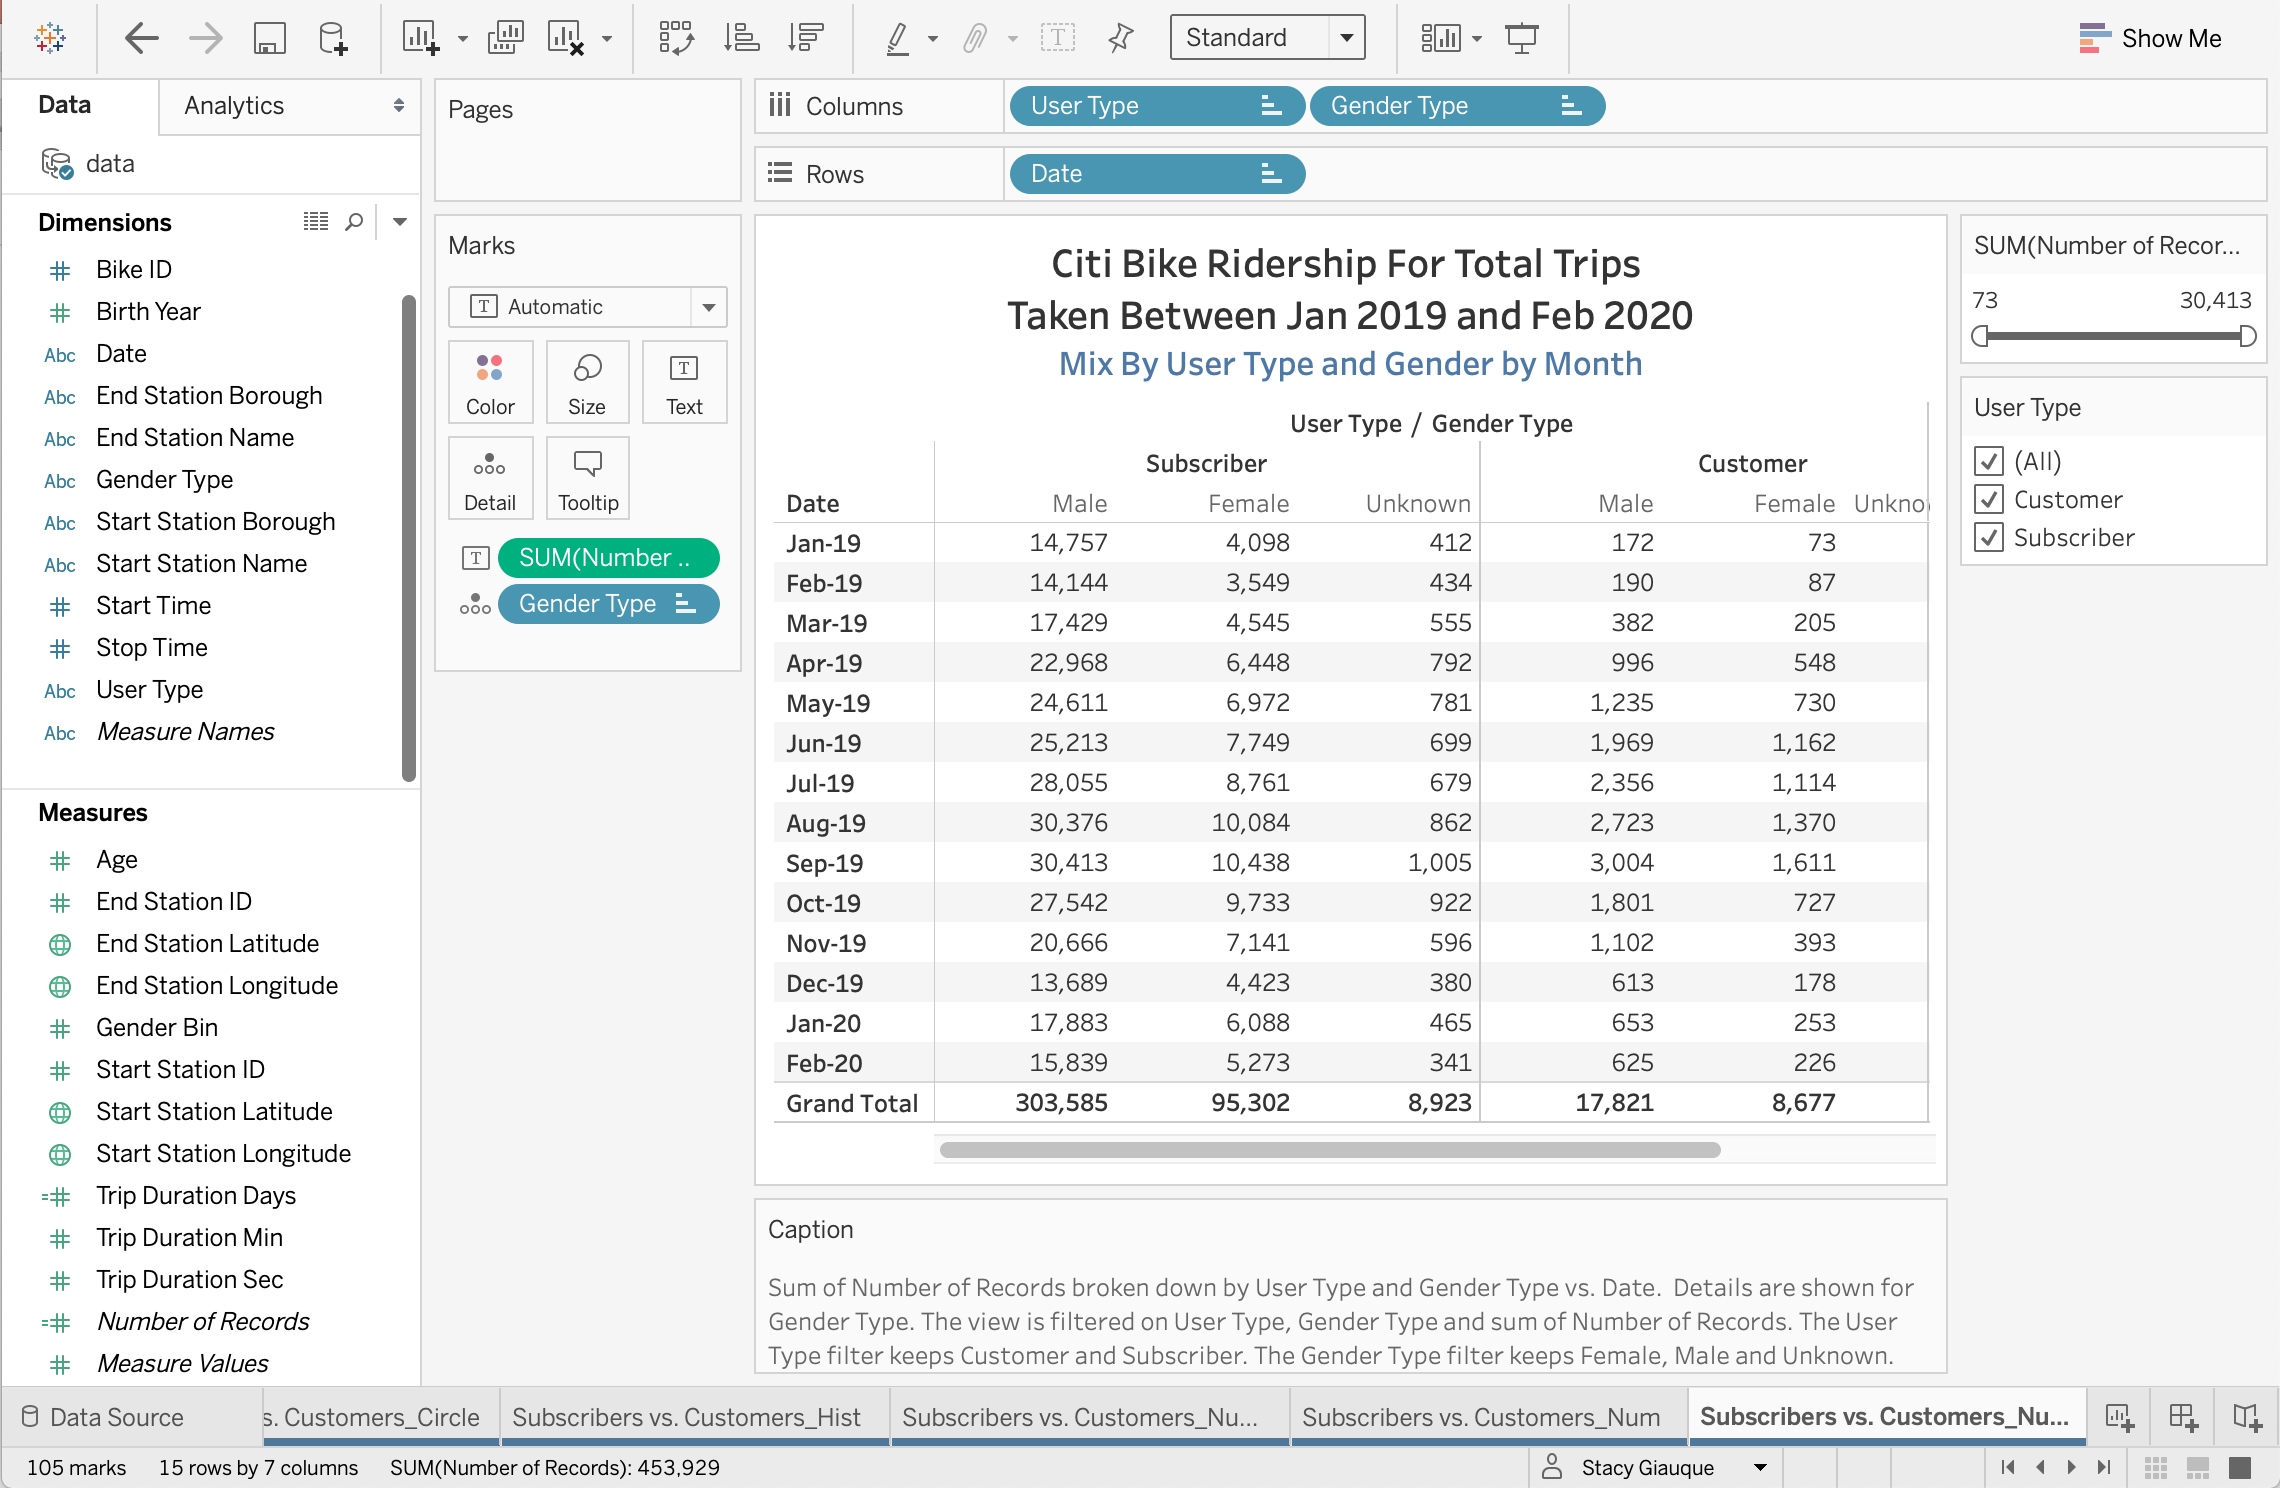 Standard
Show Me
Data
Analytics
data
Dimensions
Bike ID
Birth Year
Abc Date
Abc End Station Borough
Abc End Station Name
Abc Gender Type
Abc Start Station Borough
Abc Start Station Name
Start Time
Stop Time
Abc User Type
Abc Measure Names
Measures
Age
End Station ID
End Station Latitude
End Station Longitude
Gender Bin
Start Station ID
Start Station Latitude
Start Station Longitude
Trip Duration Days
Trip Duration Min
Trip Duration Sec
Number of Records
Measure Values
Pages
Marks
T Automatic
Color Size T Text
Detail Tooltip
T SUM(Number ..
Gender Type
Columns User Type Gender Type
Rows Date
Citi Bike Ridership For Total Trips
Taken Between Jan 2019 and Feb 2020
Mix By User Type and Gender by Month
User Type / Gender Type
Subscriber Customer
Date Male Female Unknown Male Female Unkno
Jan-19 14,757 4,098 412 172 73
Feb-19 14,144 3,549 434 190 87
Mar-19 17,429 4,545 555 382 205
Apr-19 22,968 6,448 792 996 548
May-19 24,611 6,972 781 1,235 730
Jun-19 25,213 7,749 699 1,969 1,162
Jul-19 28,055 8,761 679 2,356 1,114
Aug-19 30,376 10,084 862 2,723 1,370
Sep-19 30,413 10,438 1,005 3,004 1,611
Oct-19 27,542 9,733 922 1,801 727
Nov-19 20,666 7,141 596 1,102 393
Dec-19 13,689 4,423 380 613 178
Jan-20 17,883 6,088 465 653 253
Feb-20 15,839 5,273 341 625 226
Grand Total 303,585 95,302 8,923 17,821 8,677
Caption
Sum of Number of Records broken down by User Type and Gender Type vs. Date.  Details are shown for
Gender Type. The view is filtered on User Type, Gender Type and sum of Number of Records. The User
Type filter keeps Customer and Subscriber. The Gender Type filter keeps Female, Male and Unknown.
SUM(Number of Recor...
73 30,413
User Type
(All)
Customer
Subscriber
Data Source s. Customers_Circle Subscribers vs. Customers_Hist Subscribers vs. Customers_Nu... Subscribers vs. Customers_Num Subscribers vs. Customers_Nu...
105 marks 15 rows by 7 columns SUM(Number of Records): 453,929 Stacy Giauque